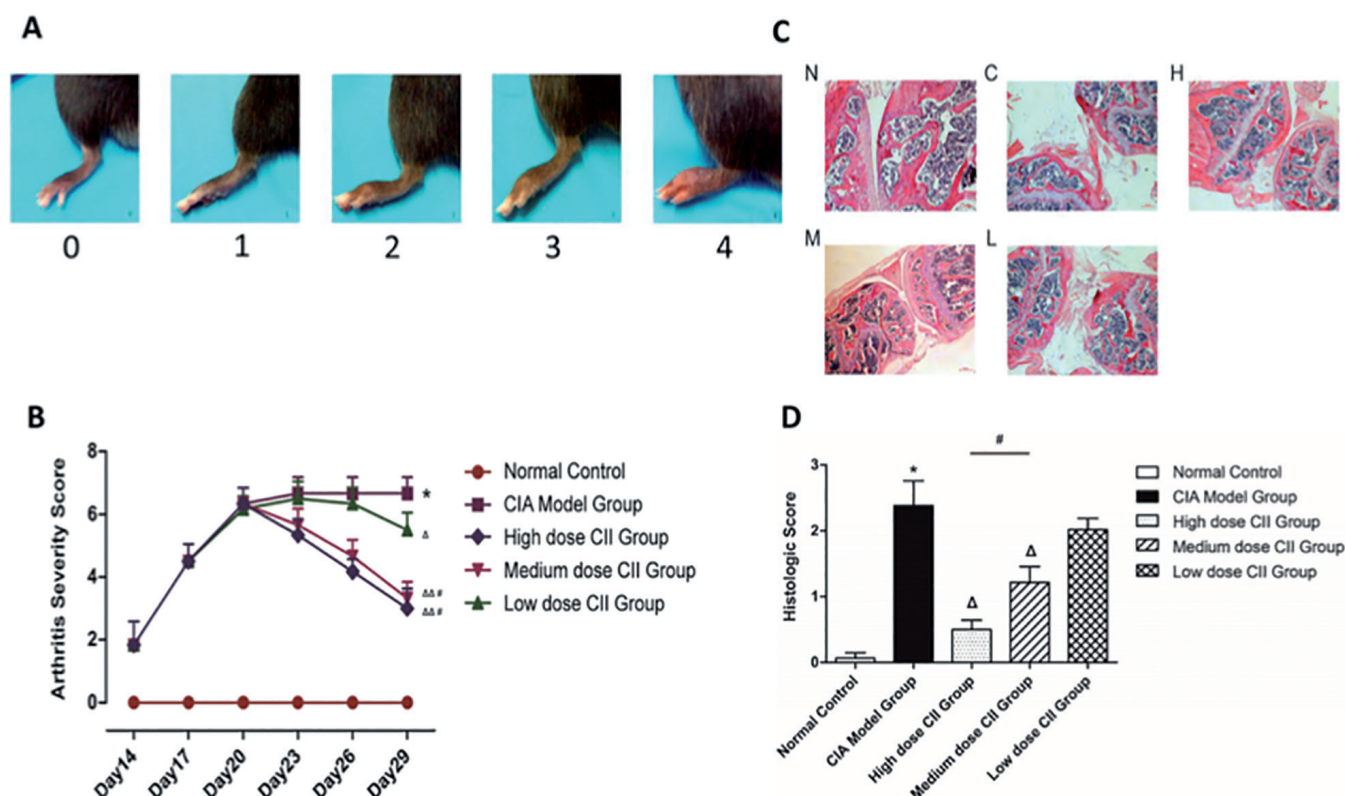 A
0
1
2
3
4
C
N
C
H
M
L
B
Arthritis Severity Score
8
6
4
2
0
*
Δ
ΔΔ #
ΔΔ #
Day14
Day17
Day20
Day23
Day26
Day29
Normal Control
CIA Model Group
High dose CII Group
Medium dose CII Group
Low dose CII Group
D
Histologic Score
3
2
1
0
*
Δ
Δ
#
Normal Control
CIA Model Group
High dose CII Group
Medium dose CII Group
Low dose CII Group
Normal Control
CIA Model Group
High dose CII Group
Medium dose CII Group
Low dose CII Group